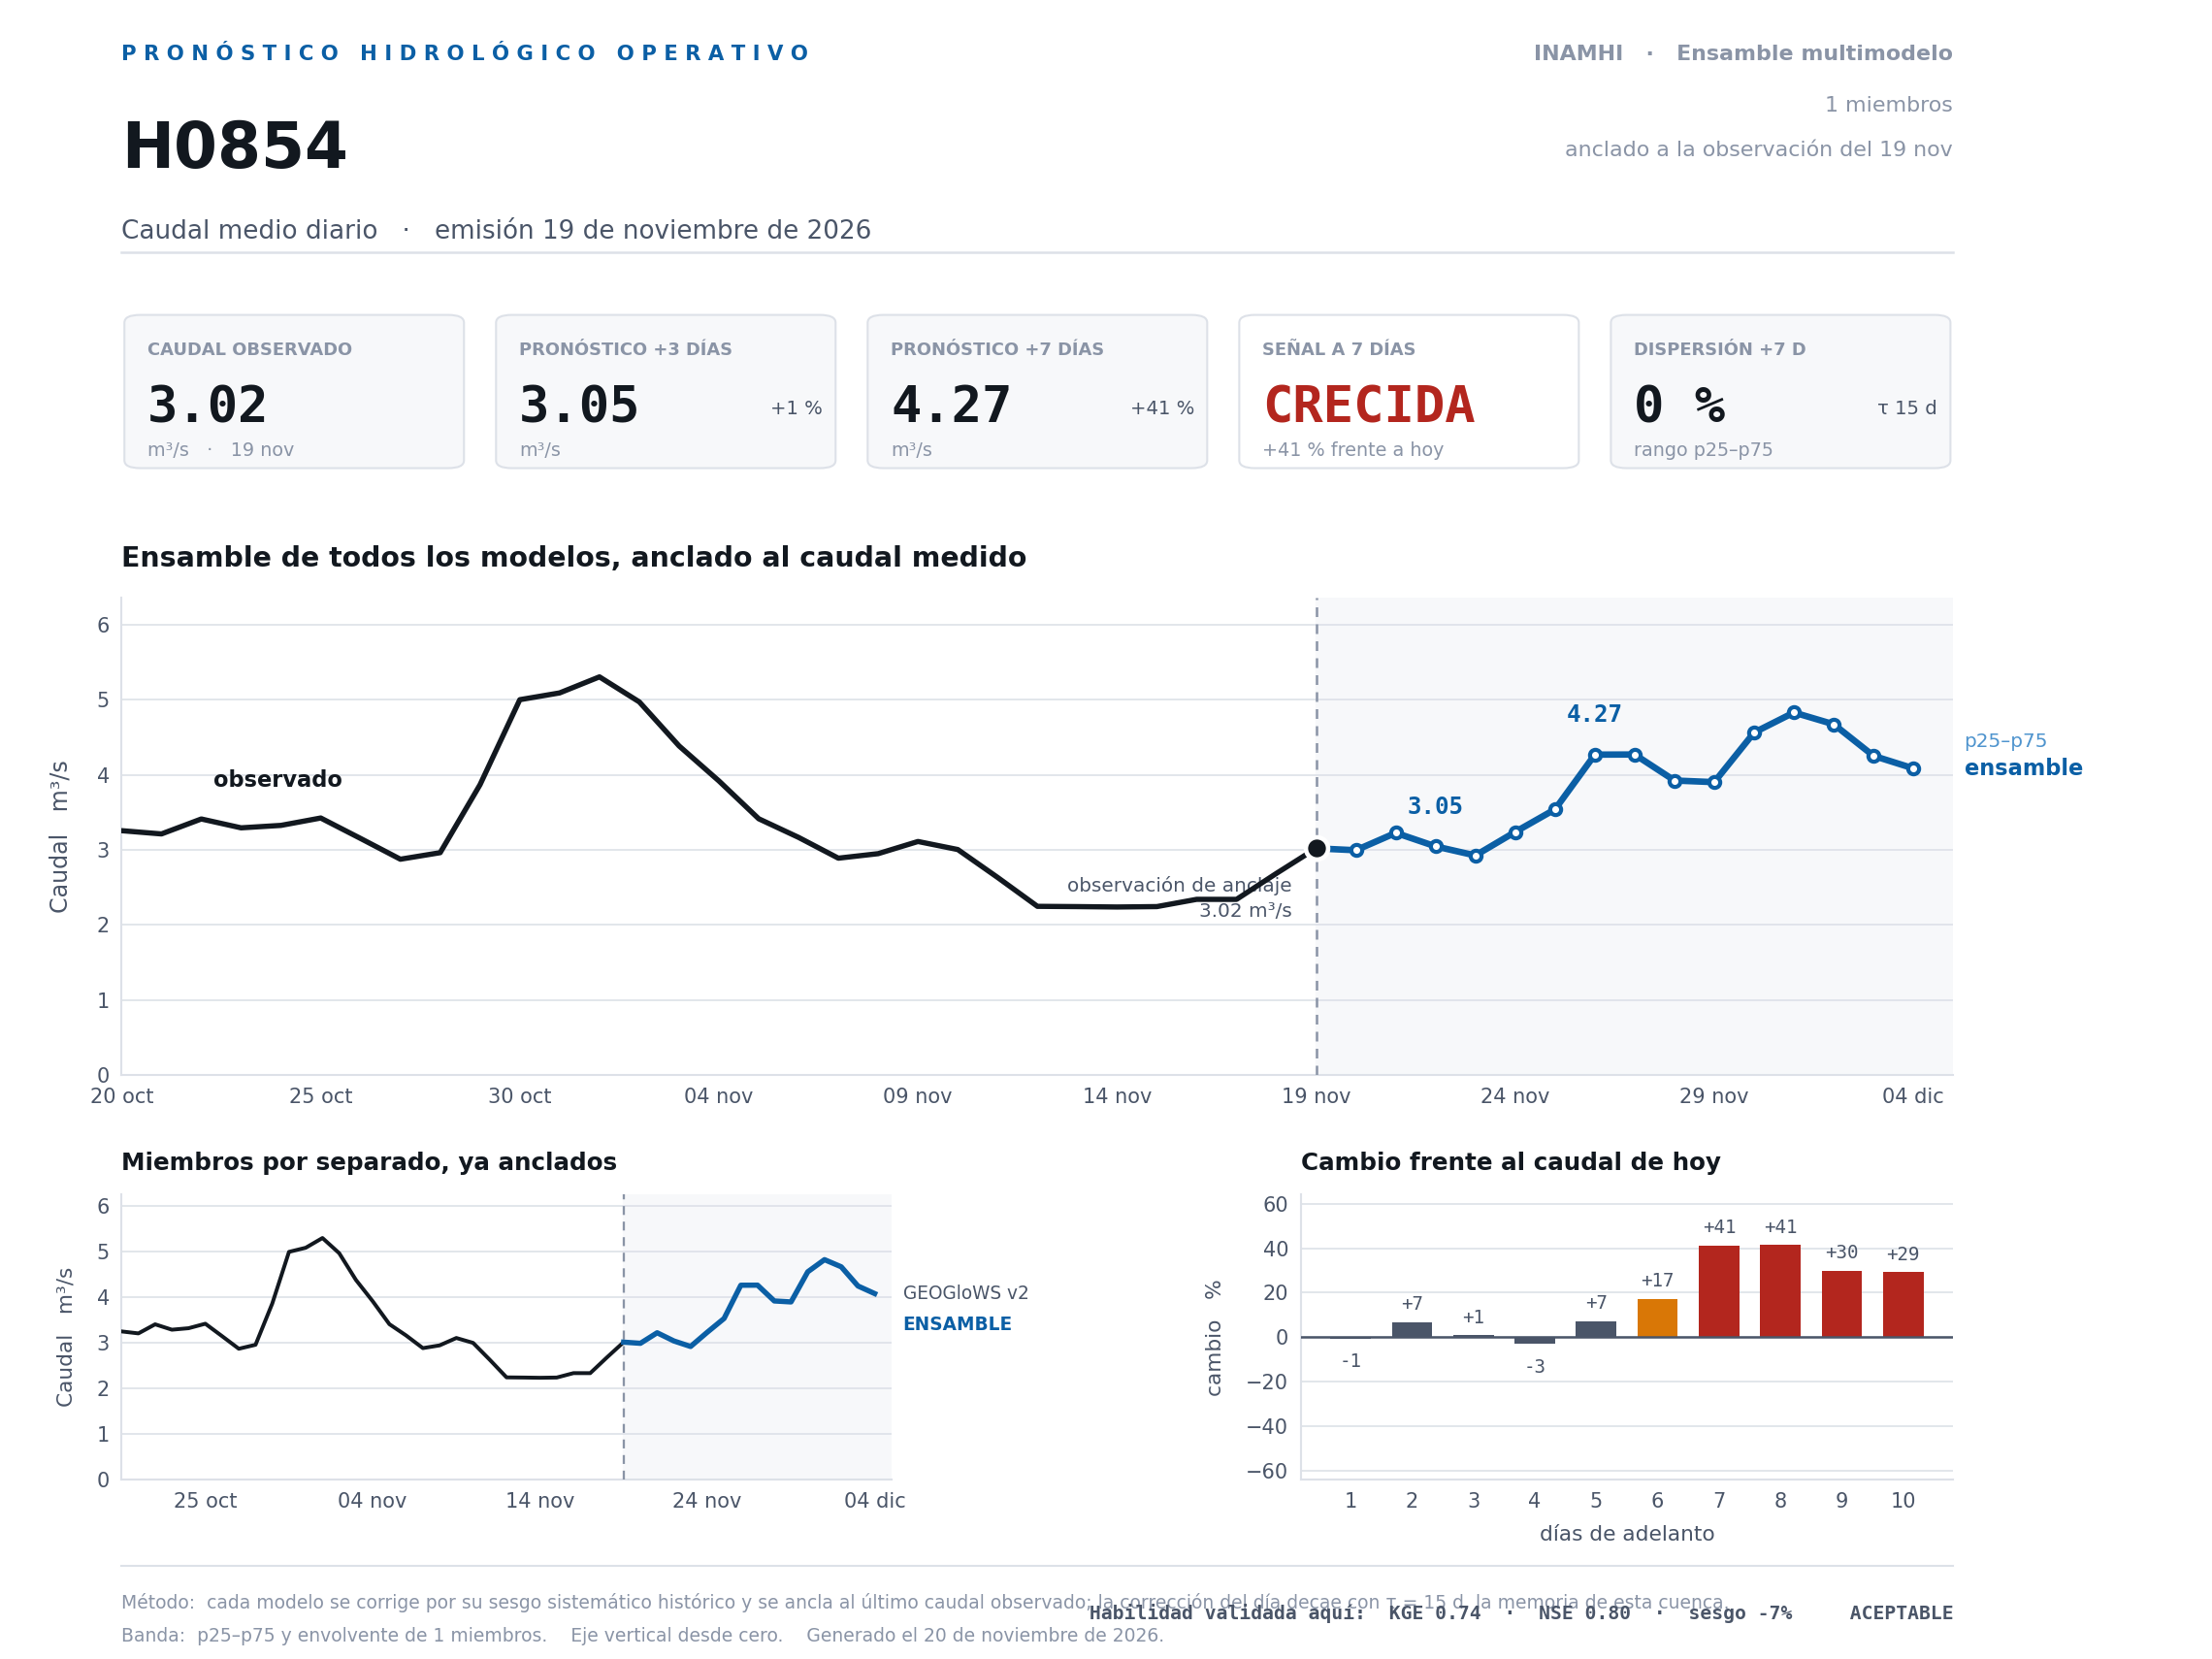 PRONÓSTICO HIDROLÓGICO OPERATIVO
INAMHI · Ensamble multimodelo
1 miembros
H0854
anclado a la observación del 19 nov
Caudal medio diario · emisión 19 de noviembre de 2026
CAUDAL OBSERVADO
3.02
m³/s · 19 nov
PRONÓSTICO +3 DÍAS
3.05 +1 %
m³/s
PRONÓSTICO +7 DÍAS
4.27 +41 %
m³/s
SEÑAL A 7 DÍAS
CRECIDA
+41 % frente a hoy
DISPERSIÓN +7 D
0 % τ 15 d
rango p25–p75
Ensamble de todos los modelos, anclado al caudal medido
Caudal m³/s
6
5
4
3
2
1
0
observado
observación de anclaje
3.02 m³/s
3.05
4.27
p25–p75
ensamble
20 oct 25 oct 30 oct 04 nov 09 nov 14 nov 19 nov 24 nov 29 nov 04 dic
Miembros por separado, ya anclados
Caudal m³/s
6
5
4
3
2
1
0
GEOGloWS v2
ENSAMBLE
25 oct 04 nov 14 nov 24 nov 04 dic
Cambio frente al caudal de hoy
cambio %
60
40
20
0
−20
−40
−60
-1 +7 +1 -3 +7 +17 +41 +41 +30 +29
1 2 3 4 5 6 7 8 9 10
días de adelanto
Método: cada modelo se corrige por su sesgo sistemático histórico y se ancla al último caudal observado; la corrección del día decae con τ = 15 d, la memoria de esta cuenca.
Habilidad validada aquí: KGE 0.74 · NSE 0.80 · sesgo -7% ACEPTABLE
Banda: p25–p75 y envolvente de 1 miembros. Eje vertical desde cero. Generado el 20 de noviembre de 2026.